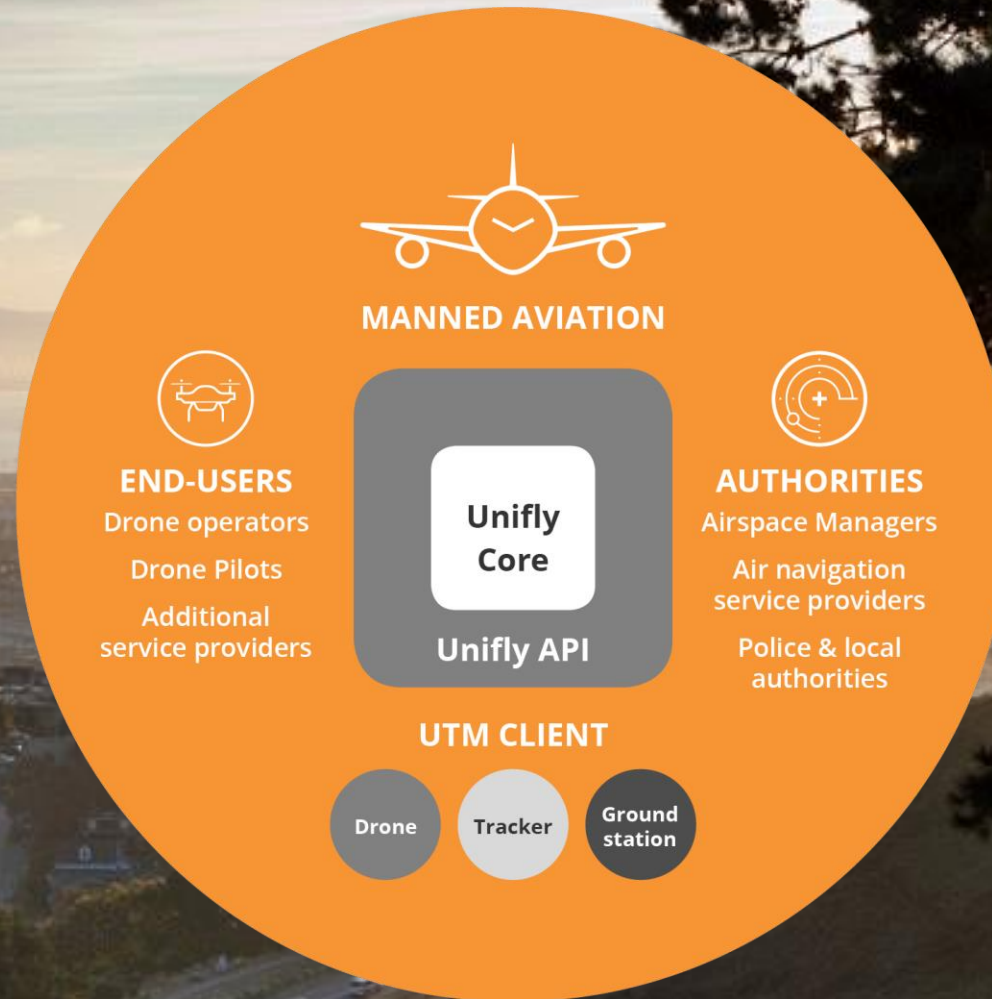 MANNED AVIATION
END-USERS
Drone operators
Drone Pilots
Additional
service providers
Unifly
Core
Unifly API
AUTHORITIES
Airspace Managers
Air navigation
service providers
Police & local
authorities
UTM CLIENT
Drone
Tracker
Ground
station